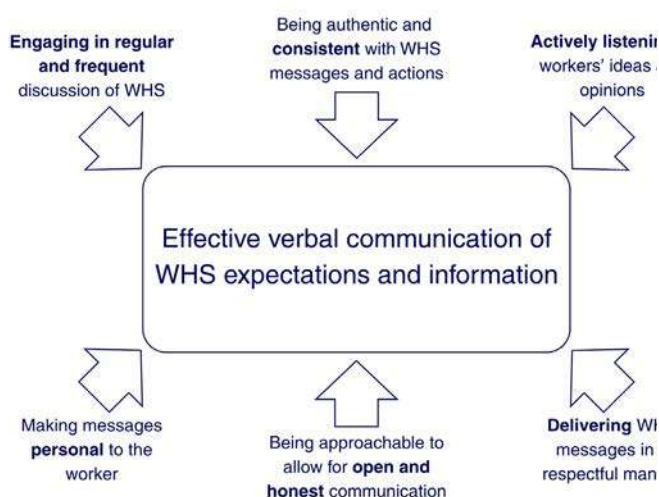 Engaging in regular
and frequent
discussion of WHS
Being authentic and
consistent with WHS
messages and actions
Actively listenin
workers' ideas a
opinions
Effective verbal communication of
WHS expectations and information
Making messages
personal to the
worker
Being approachable to
allow for open and
honest communication
Delivering WH
messages in
respectful man